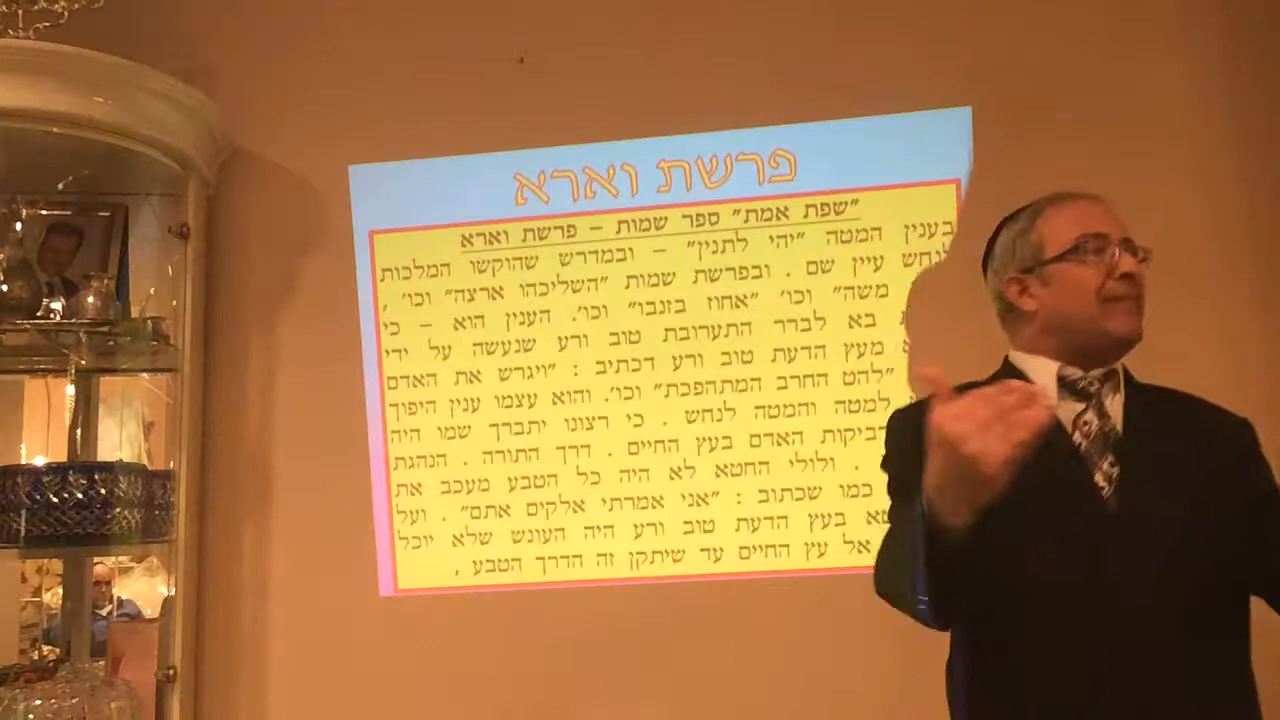 פרשת וארא
"שפת אמת" ספר שמות – פרשת וארא
בענין המטה "יהי לתנין" – ובמדרש שהוקשו המלכות
לנחש עיין שם . ובפרשת שמות "השליכהו ארצה" וכו' ,
משה" וכו' "אחוז בזנבו" וכו'. הענין הוא – כי
בא לברר התערובת טוב ורע שנעשה על ידי
מעץ הדעת טוב ורע דכתיב : "ויגרש את האדם
"להט החרב המתהפכת" וכו'. והוא עצמו ענין היפוך
למטה והמטה לנחש . כי רצונו יתברך שמו היה
דביקות האדם בעץ החיים . דרך התורה . הנהגת
. ולולי החטא לא היה כל הטבע מעכב את
כמו שכתוב : "אני אמרתי אלקים אתם" . ועל
בעץ הדעת טוב ורע היה העונש שלא יוכל
אל עץ החיים עד שיתקן זה הדרך הטבע ,